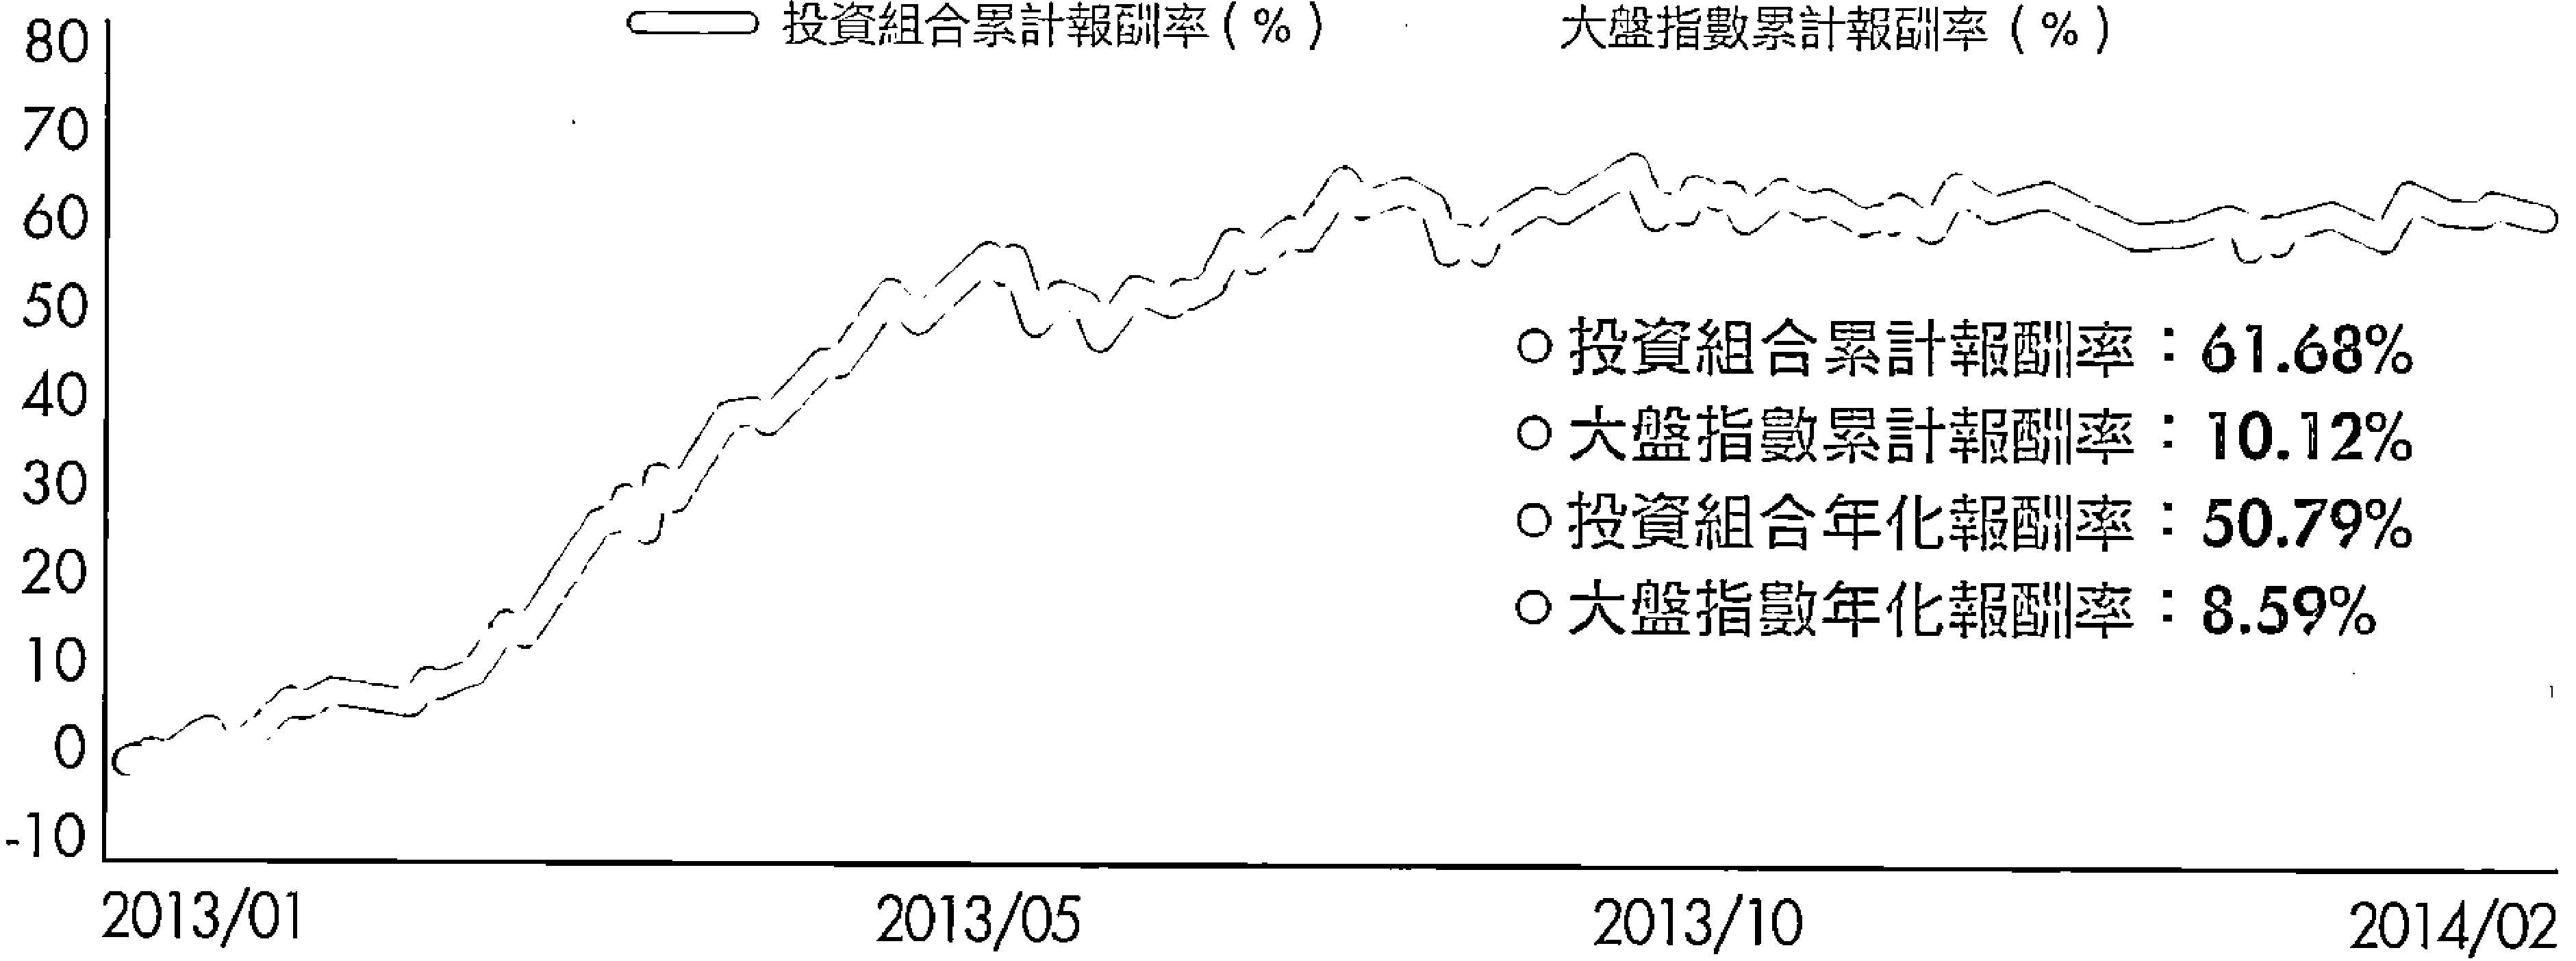 投資組合累計報酬率(%) 大盤指數累計報酬率(%)
80
70
60
50
40
30
20
10
0
-10
○投資組合累計報酬率:61.68%
○大盤指數累計報酬率:10.12%
○投資組合年化報酬率:50.79%
○大盤指數年化報酬率:8.59%
2013/01 2013/05 2013/10 2014/02